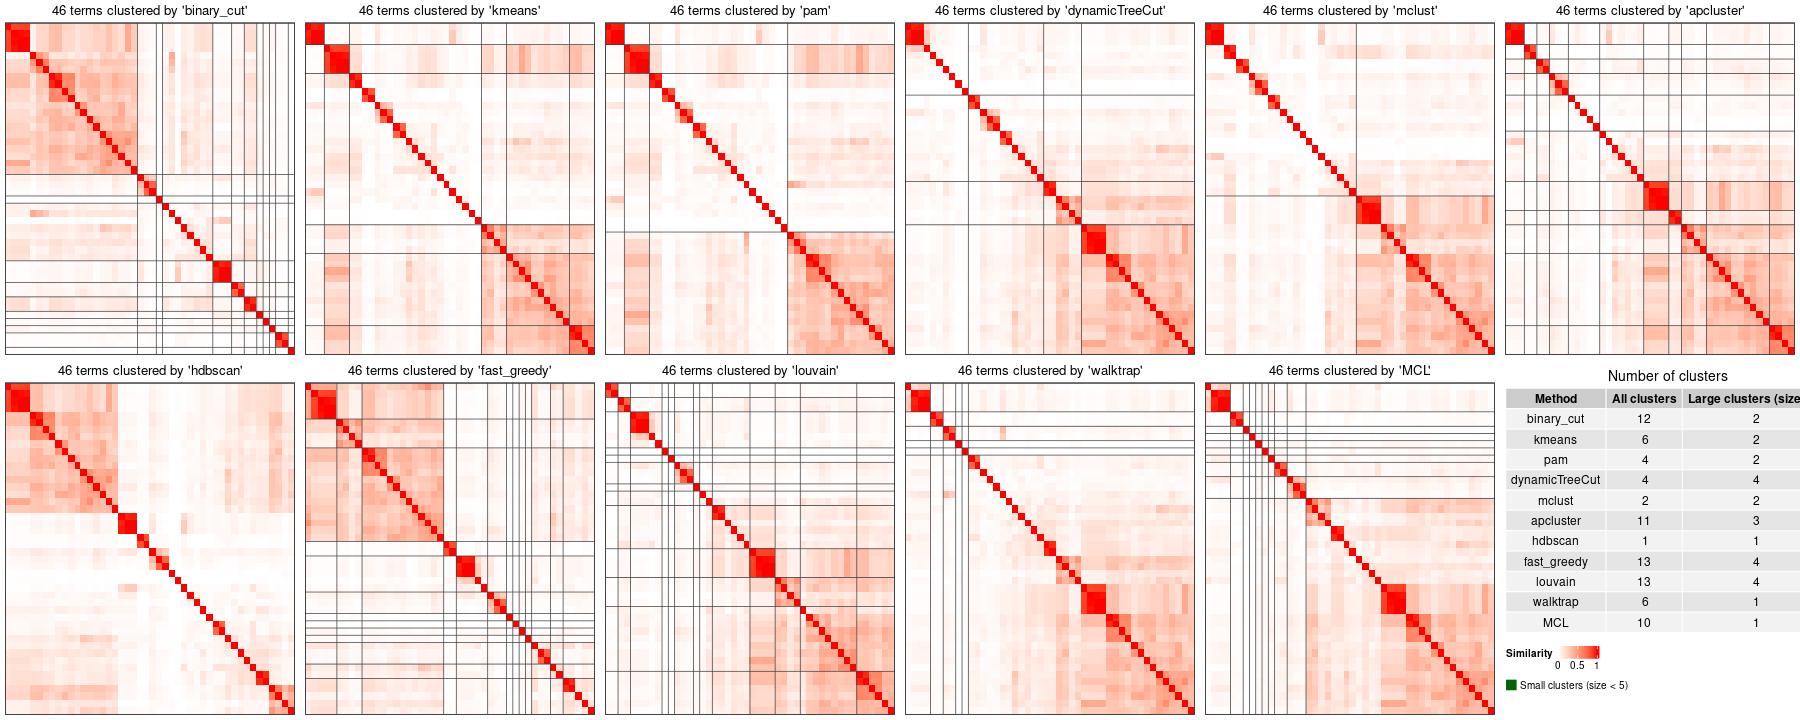 46 terms clustered by 'binary_cut'
46 terms clustered by 'kmeans'
46 terms clustered by 'pam'
46 terms clustered by 'dynamicTreeCut'
46 terms clustered by 'mclust'
46 terms clustered by 'apcluster'
46 terms clustered by 'hdbscan'
46 terms clustered by 'fast_greedy'
46 terms clustered by 'louvain'
46 terms clustered by 'walktrap'
46 terms clustered by 'MCL'
Number of clusters
Method All clusters Large clusters (size
binary_cut 12 2
kmeans 6 2
pam 4 2
dynamicTreeCut 4 4
mclust 2 2
apcluster 11 3
hdbscan 1 1
fast_greedy 13 4
louvain 13 4
walktrap 6 1
MCL 10 1
Similarity
0 0.5 1
Small clusters (size < 5)